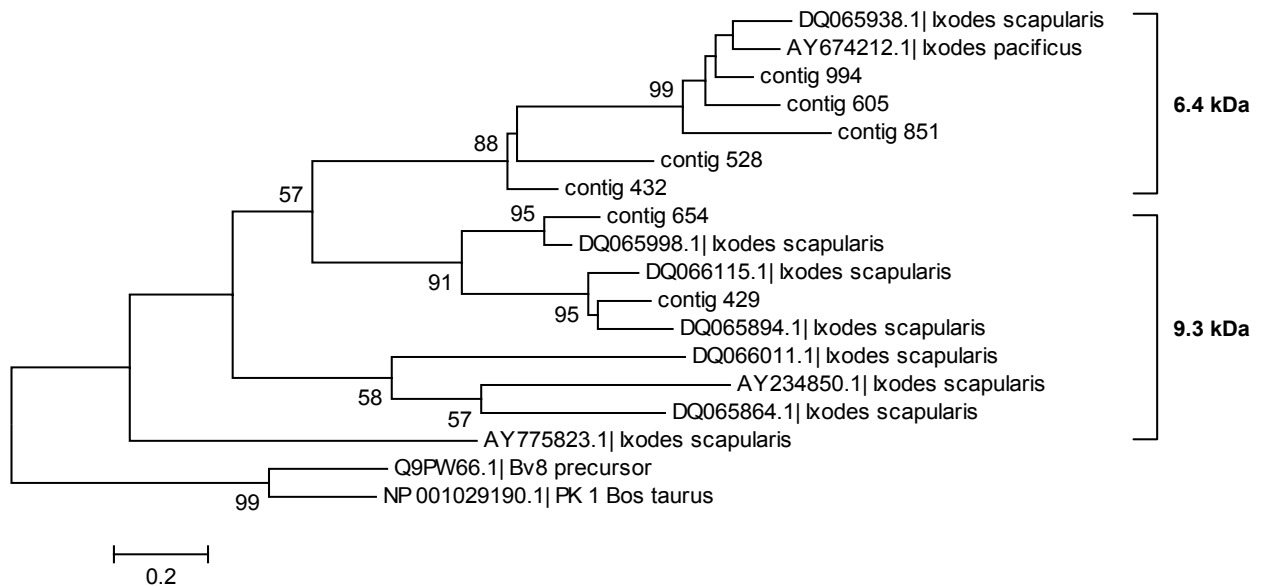 DQ065938.1| Ixodes scapularis
AY674212.1| Ixodes pacificus
contig 994
99
contig 605
6.4 kDa
contig 851
88
contig 528
contig 432
57
95
contig 654
DQ065998.1| Ixodes scapularis
DQ066115.1| Ixodes scapularis
91
contig 429
95
DQ065894.1| Ixodes scapularis
9.3 kDa
DQ066011.1| Ixodes scapularis
AY234850.1| Ixodes scapularis
58
DQ065864.1| Ixodes scapularis
57
AY775823.1| Ixodes scapularis
Q9PW66.1| Bv8 precursor
NP 001029190.1| PK 1 Bos taurus
99
0.2